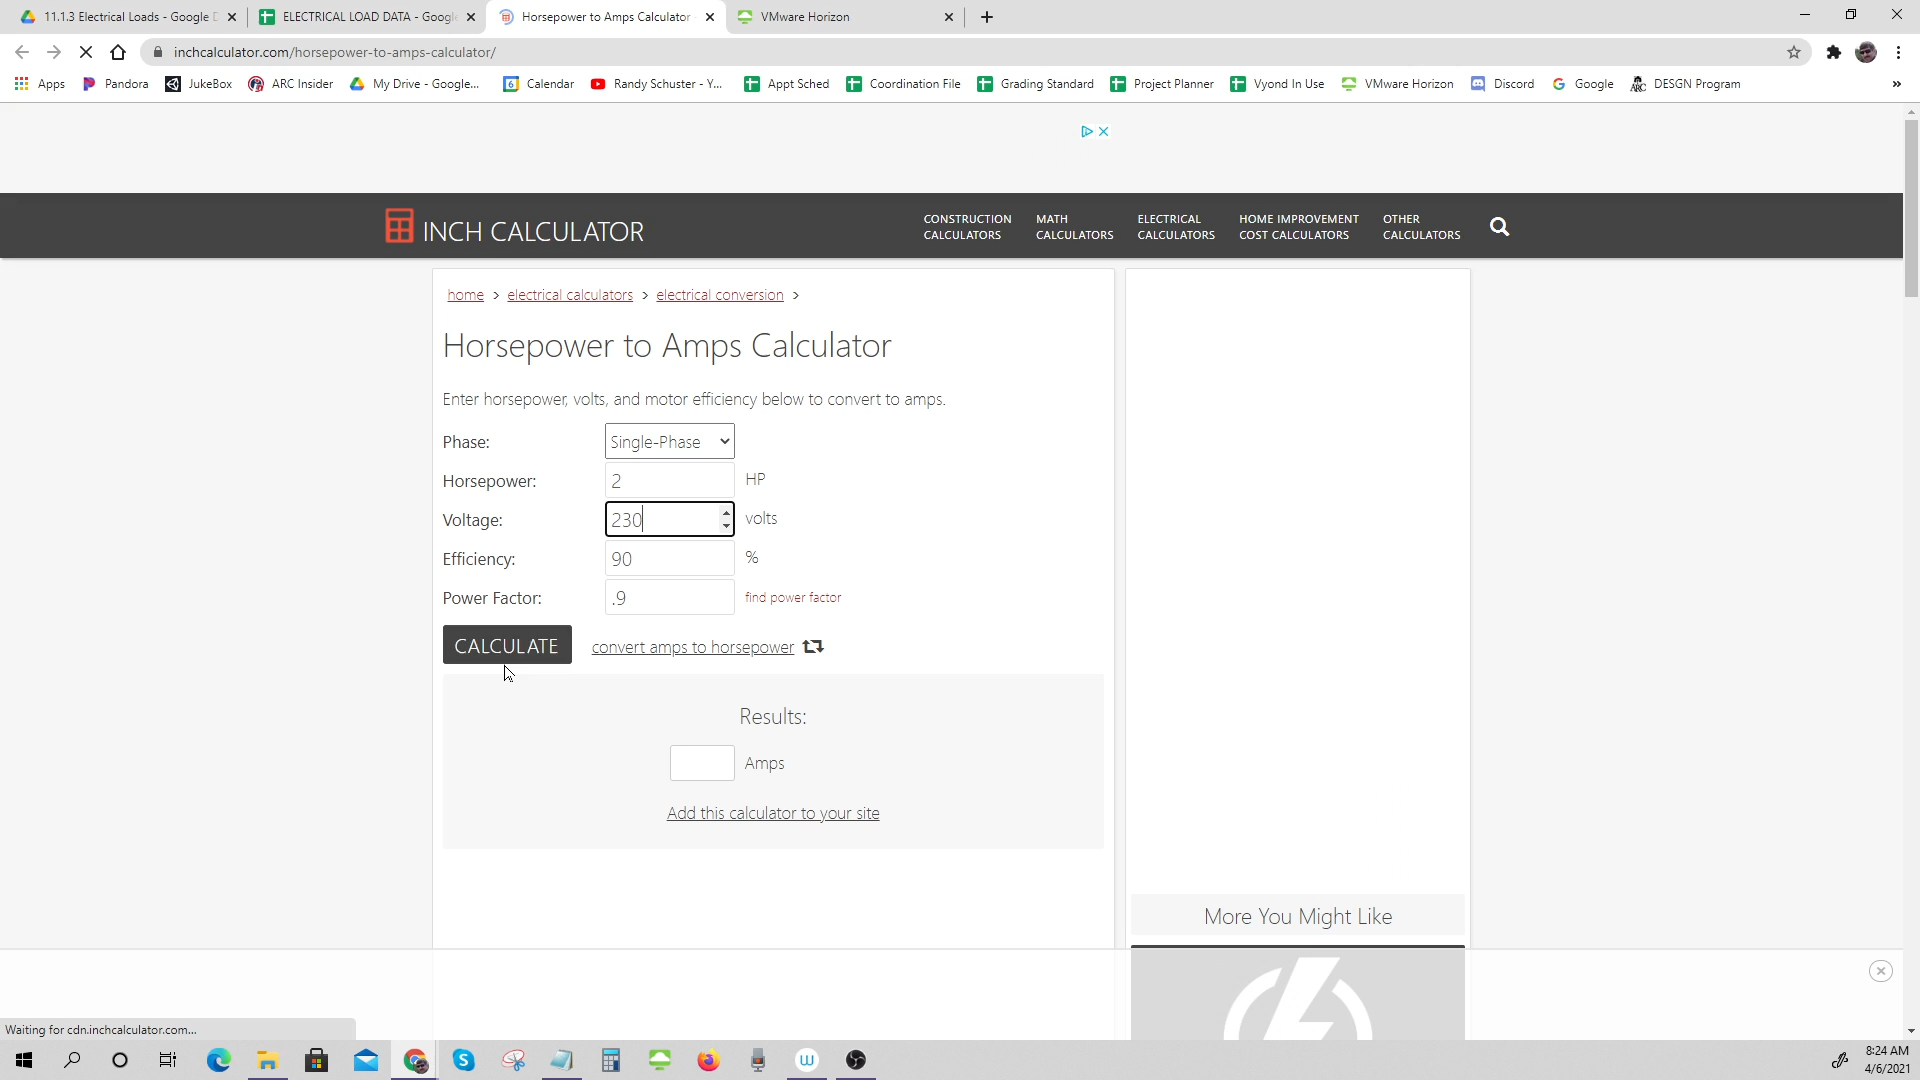 11.1.3 Electrical Loads - Google D
ELECTRICAL LOAD DATA - Googl
Horsepower to Amps Calculator
VMware Horizon
inchcalculator.com/horsepower-to-amps-calculator/
Apps
Pandora
JukeBox
ARC Insider
My Drive - Google...
6
Calendar
Randy Schuster - Y...
Appt Sched
Coordination File
Grading Standard
Project Planner
Vyond In Use
VMware Horizon
Discord
Google
DESGN Program
»
INCH CALCULATOR
CONSTRUCTION
CALCULATORS
MATH
CALCULATORS
ELECTRICAL
CALCULATORS
HOME IMPROVEMENT
COST CALCULATORS
OTHER
CALCULATORS
home > electrical calculators > electrical conversion >
Horsepower to Amps Calculator
Enter horsepower, volts, and motor efficiency below to convert to amps.
Phase: Single-Phase
Horsepower: 2 HP
Voltage: 230 volts
Efficiency: 90 %
Power Factor: .9 find power factor
CALCULATE convert amps to horsepower
Results:
Amps
Add this calculator to your site
More You Might Like
Waiting for cdn.inchcalculator.com...
8:24 AM
4/6/2021